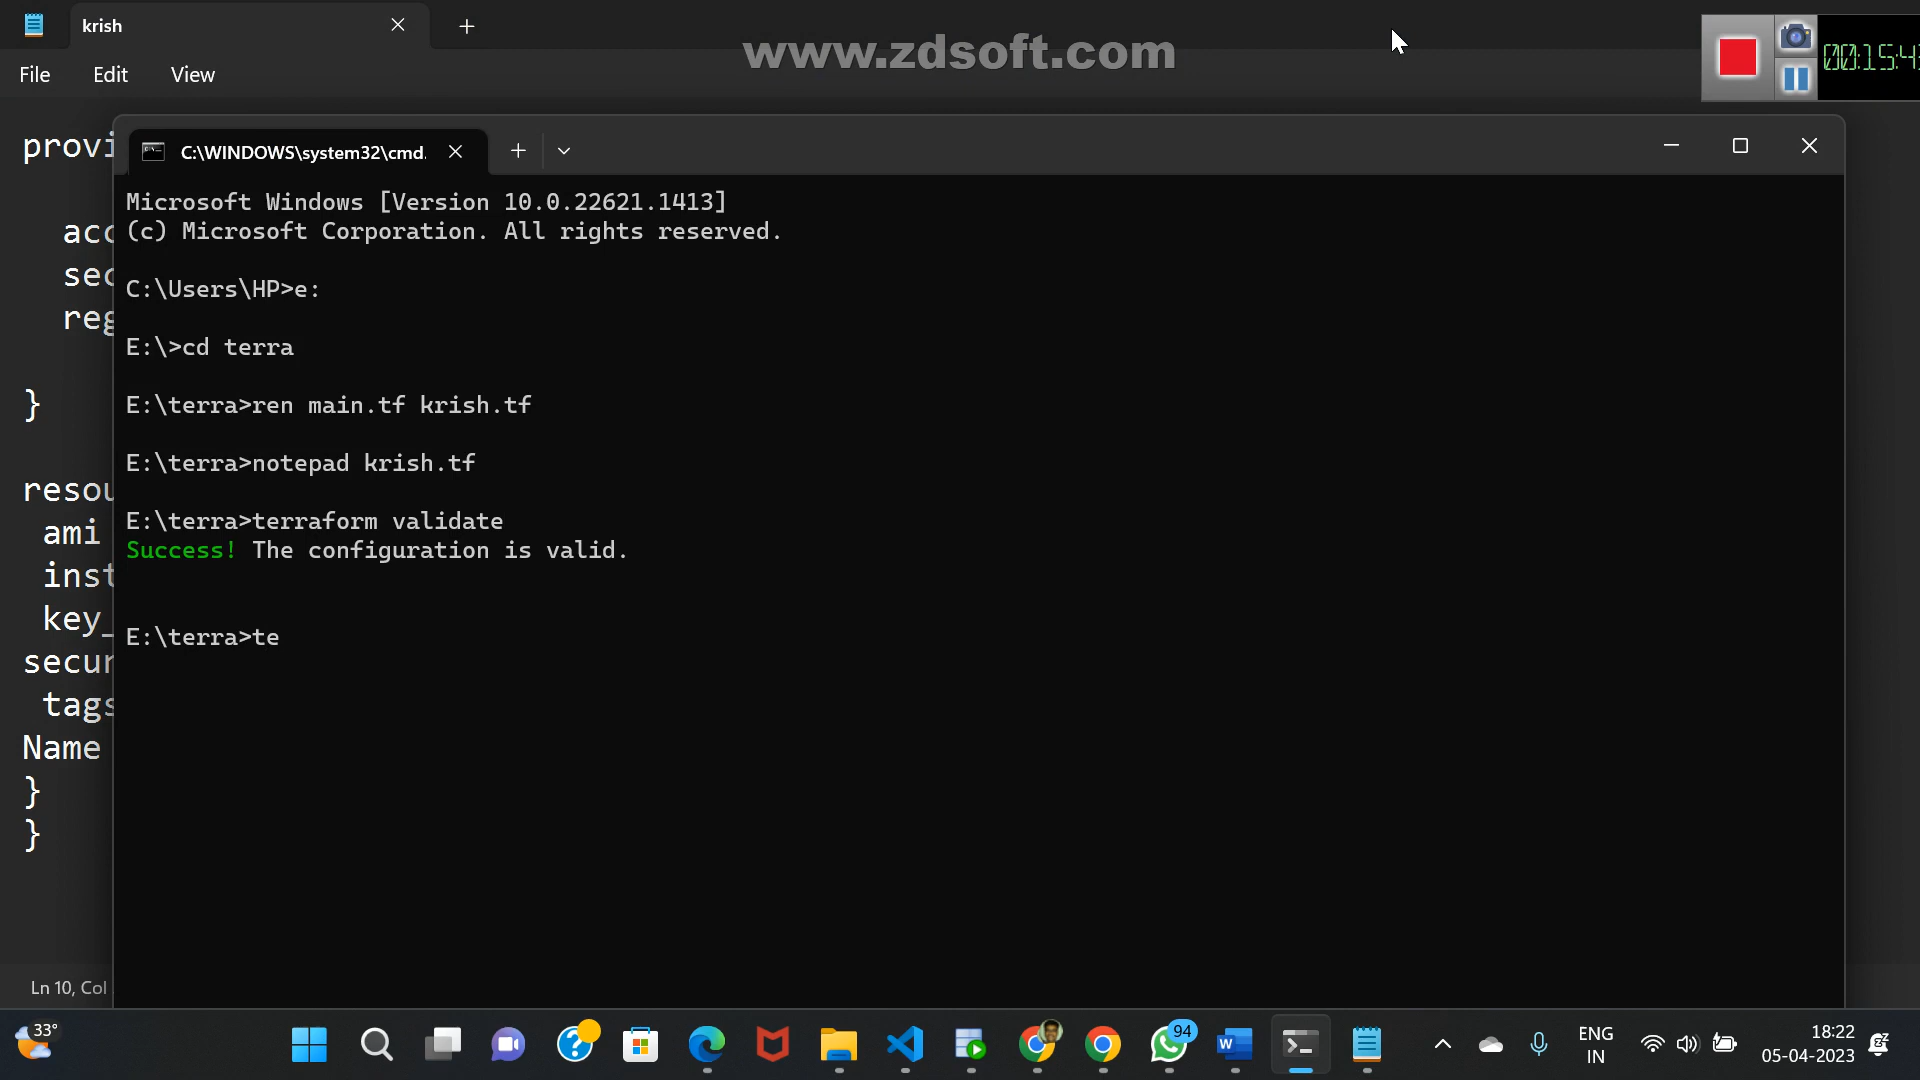 krish
www.zdsoft.com
File Edit View
C:\WINDOWS\system32\cmd.
Microsoft Windows [Version 10.0.22621.1413]
(c) Microsoft Corporation. All rights reserved.
C:\Users\HP>e:
E:\>cd terra
E:\terra>ren main.tf krish.tf
E:\terra>notepad krish.tf
E:\terra>terraform validate
Success! The configuration is valid.
E:\terra>te
provi
acc
sec
reg
}
resou
ami
inst
key_
secur
tags
Name
}
}
Ln 10, Col
33°
94
ENG
IN
18:22
05-04-2023